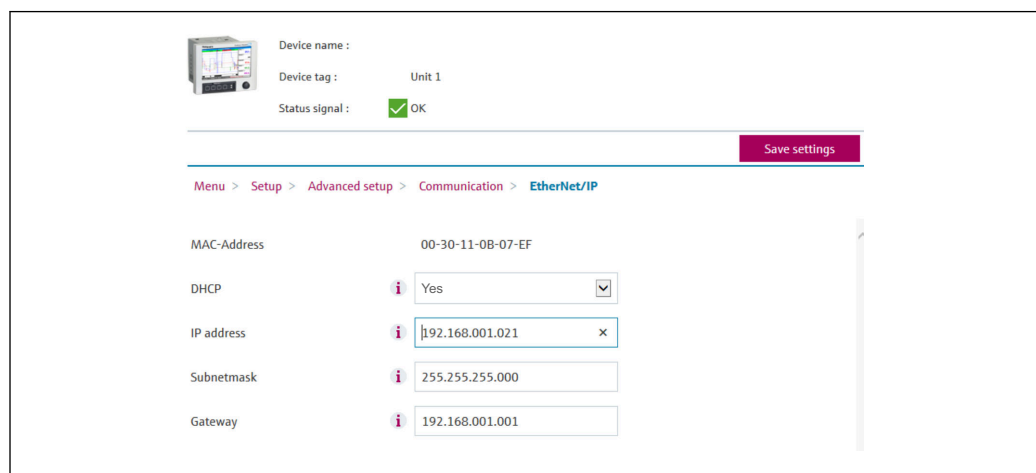 Device name :
Device tag : Unit 1
Status signal : OK
Save settings
Menu > Setup > Advanced setup > Communication > EtherNet/IP
MAC-Address 00-30-11-0B-07-EF
DHCP i Yes
IP address i 192.168.001.021 ×
Subnetmask i 255.255.255.000
Gateway i 192.168.001.001